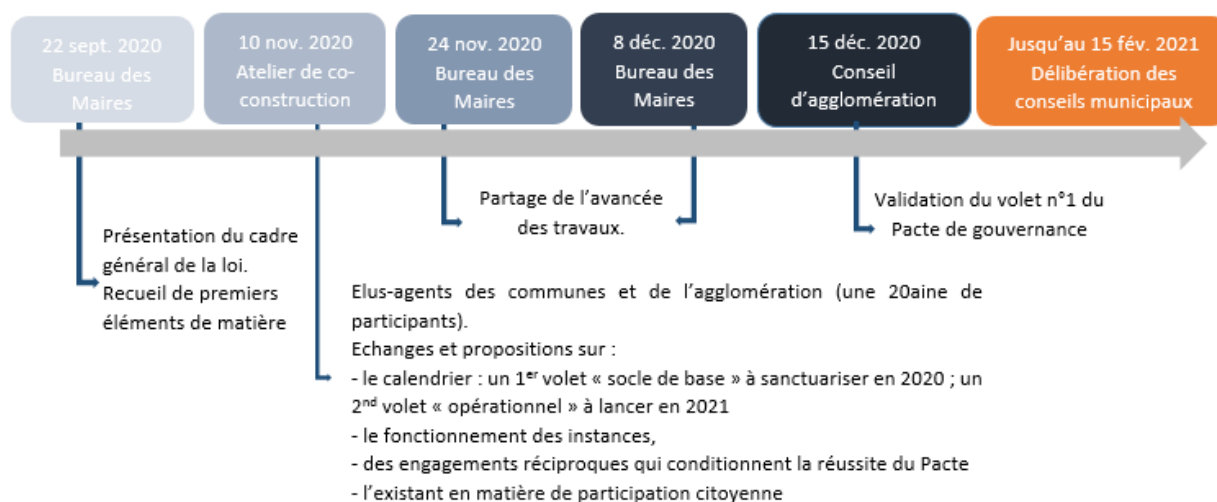 22 sept. 2020
Bureau des
Maires
10 nov. 2020
Atelier de co-
construction
24 nov. 2020
Bureau des
Maires
8 déc. 2020
Bureau des
Maires
15 déc. 2020
Conseil
d’agglomération
Jusqu’au 15 fév. 2021
Délibération des
conseils municipaux
Présentation du cadre
général de la loi.
Recueil de premiers
éléments de matière
Partage de l’avancée
des travaux.
Validation du volet n°1 du
Pacte de gouvernance
Elus-agents des communes et de l’agglomération (une 20aine de
participants).
Echanges et propositions sur :
- le calendrier : un 1er volet « socle de base » à sanctuariser en 2020 ; un
2nd volet « opérationnel » à lancer en 2021
- le fonctionnement des instances,
- des engagements réciproques qui conditionnent la réussite du Pacte
- l’existant en matière de participation citoyenne